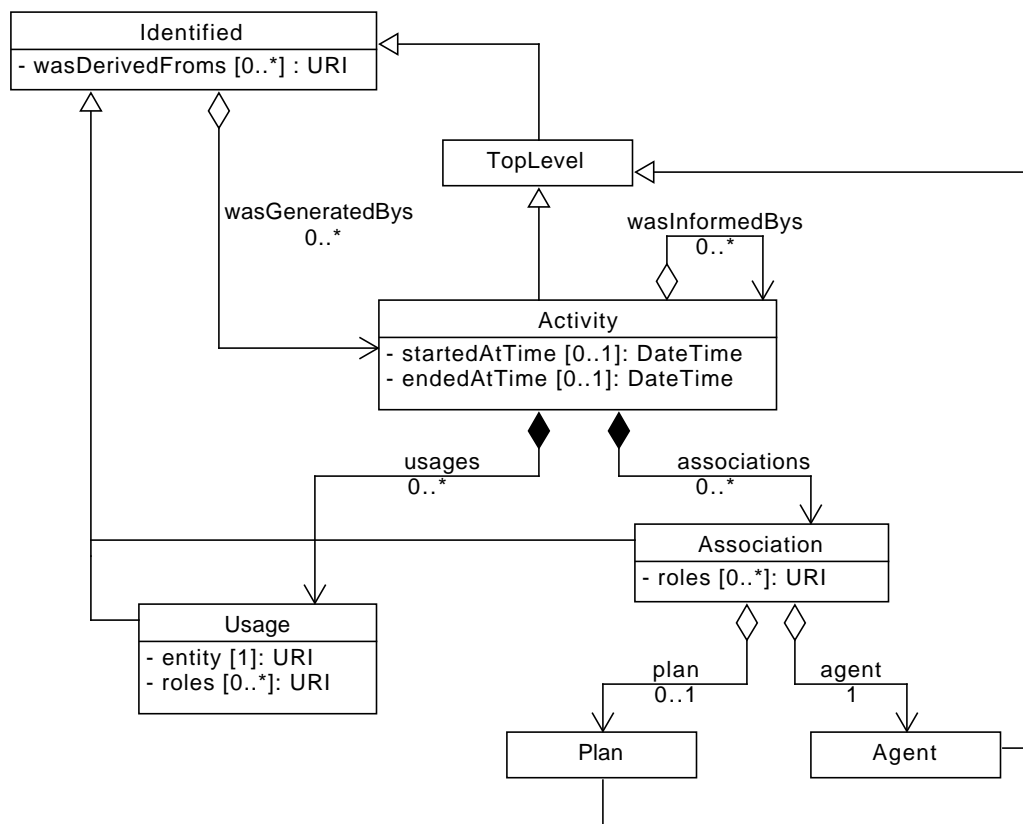 Identified
- wasDerivedFroms [0..*] : URI
TopLevel
wasGeneratedBys
0..*
wasInformedBys
0..*
Activity
- startedAtTime [0..1]: DateTime
- endedAtTime [0..1]: DateTime
usages
0..*
associations
0..*
Association
- roles [0..*]: URI
Usage
- entity [1]: URI
- roles [0..*]: URI
plan
0..1
agent
1
Plan
Agent